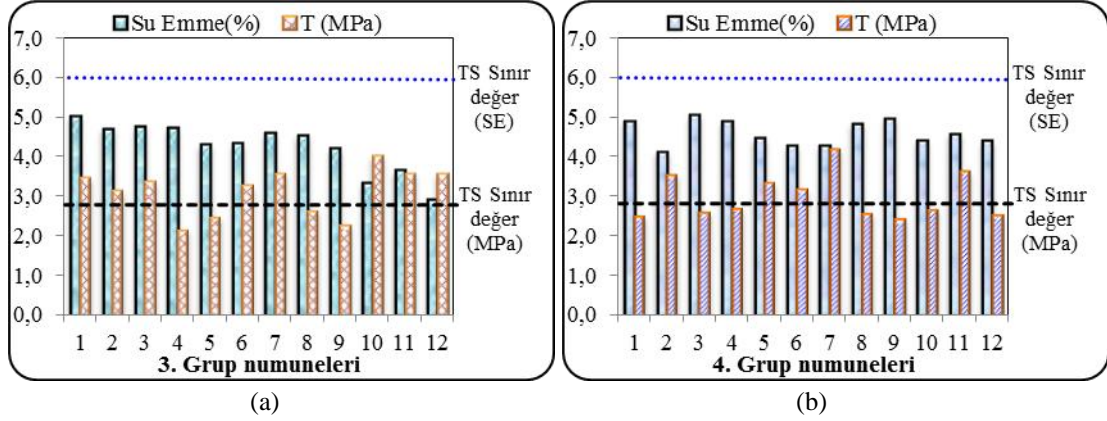 Su Emme(%) T (MPa)
7,0
6,0
5,0
4,0
3,0
2,0
1,0
0,0
TS Sınır
değer
(SE)
TS Sınır
değer
(MPa)
1 2 3 4 5 6 7 8 9 10 11 12
3. Grup numuneleri
(a)
Su Emme(%) T (MPa)
7,0
6,0
5,0
4,0
3,0
2,0
1,0
0,0
TS Sınır
değer
(SE)
TS Sınır
değer
(MPa)
1 2 3 4 5 6 7 8 9 10 11 12
4. Grup numuneleri
(b)